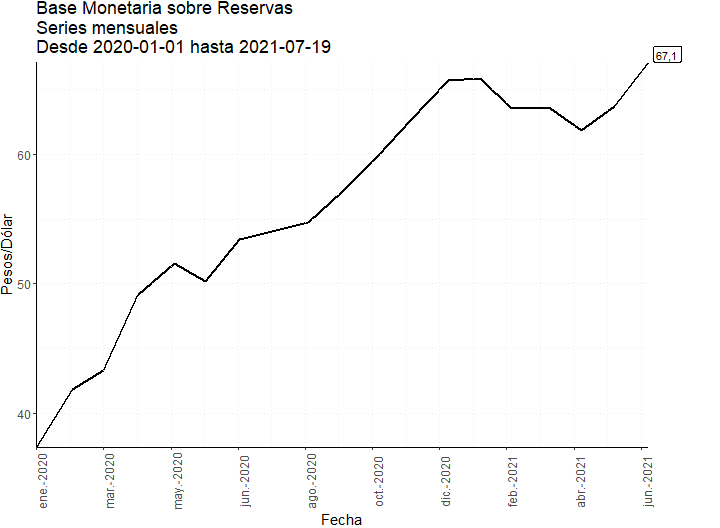 Base Monetaria sobre Reservas
Series mensuales
Desde 2020-01-01 hasta 2021-07-19
67,1
Pesos/Dólar
60
50
40
ene.-2020
mar.-2020
may.-2020
jun.-2020
ago.-2020
oct.-2020
dic.-2020
feb.-2021
abr.-2021
jun.-2021
Fecha